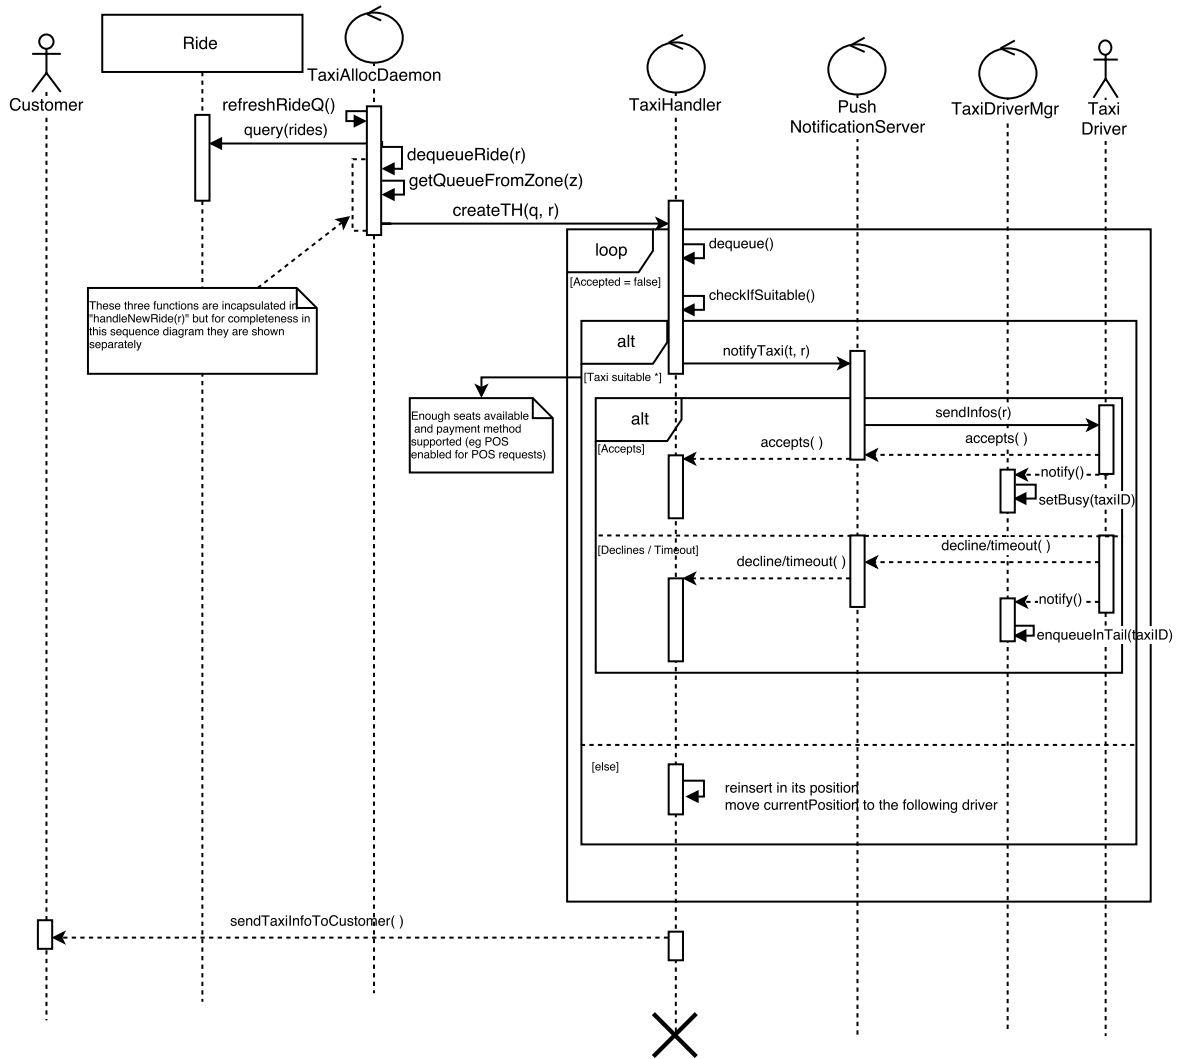 Ride
TaxiAllocDaemon
Customer
TaxiHandler
Push
NotificationServer
TaxiDriverMgr
Taxi
Driver
refreshRideQ()
query(rides)
dequeueRide(r)
getQueueFromZone(z)
createTH(q, r)
loop
[Accepted = false]
dequeue()
checkIfSuitable()
These three functions are incapsulated in
"handleNewRide(r)" but for completeness in
this sequence diagram they are shown
separately
alt
[Taxi suitable *]
notifyTaxi(t, r)
Enough seats available
and payment method
supported (eg POS
enabled for POS requests)
alt
[Accepts]
sendInfos(r)
accepts( )
accepts( )
notify()
setBusy(taxiID)
[Declines / Timeout]
decline/timeout( )
decline/timeout( )
notify()
enqueueInTail(taxiID)
[else]
reinsert in its position
move currentPosition to the following driver
sendTaxiInfoToCustomer( )